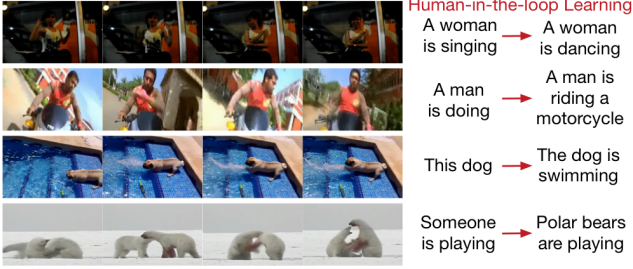 Human-in-the-loop Learning
A woman
is singing
A woman
is dancing
A man
is doing
A man is
riding a
motorcycle
This dog
The dog is
swimming
Someone
is playing
Polar bears
are playing